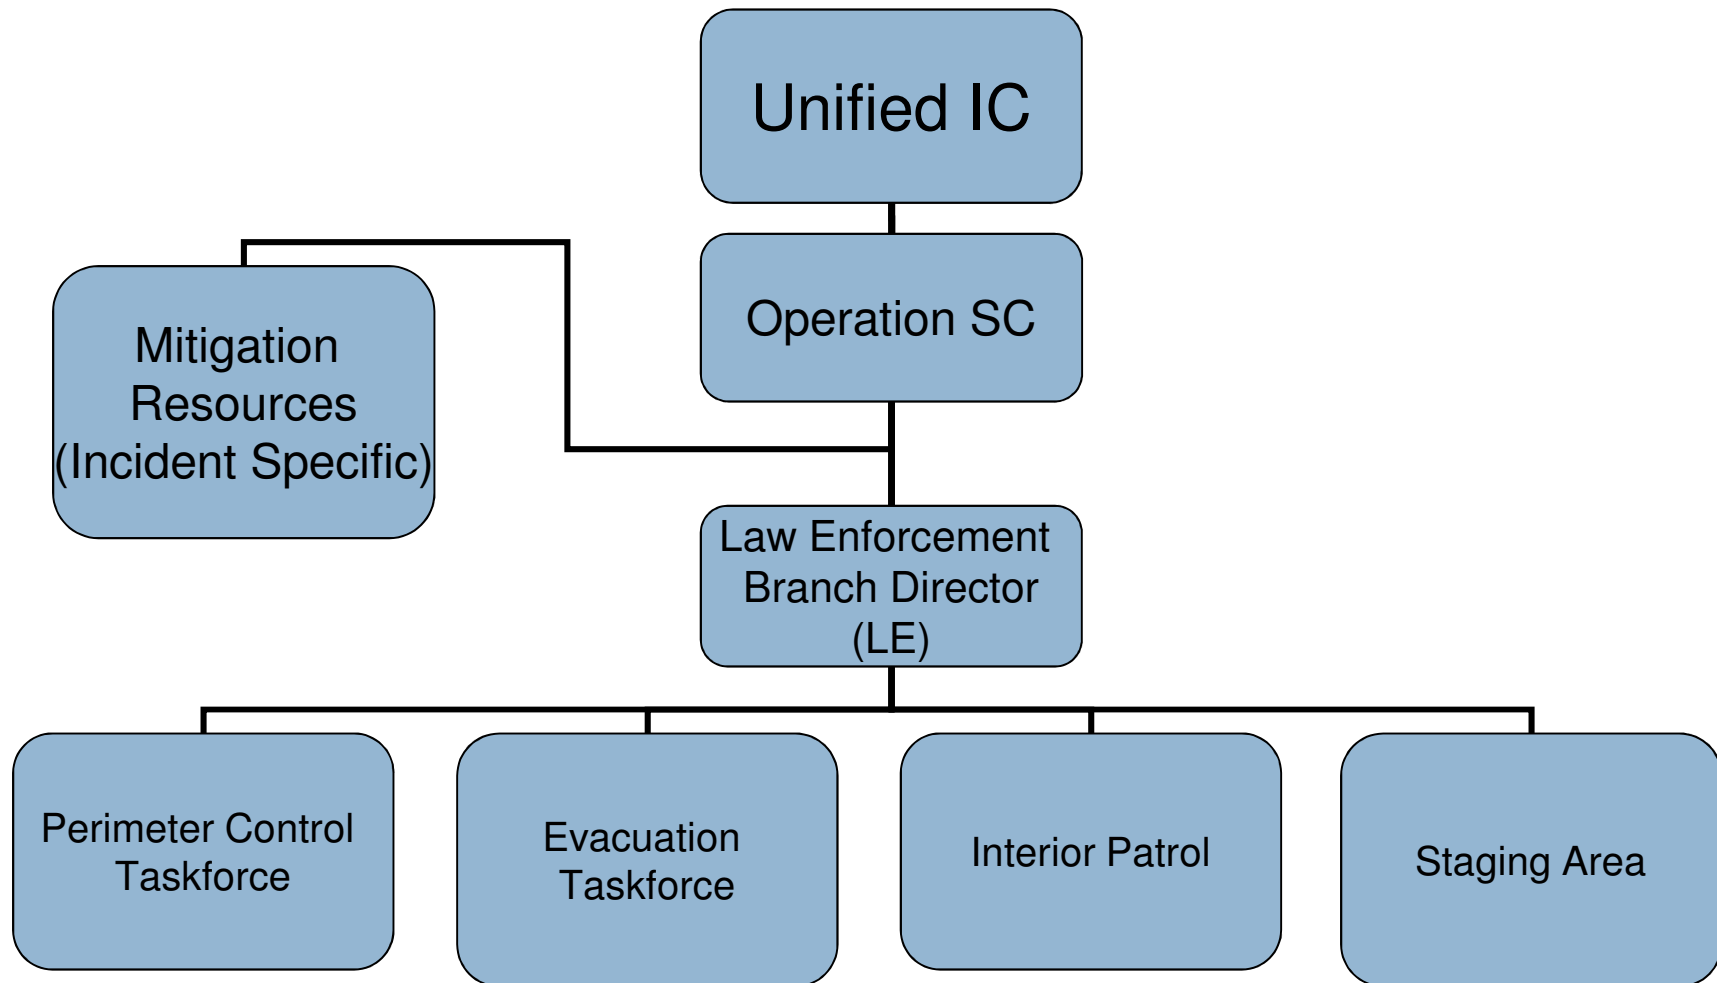 Unified IC
Operation SC
Mitigation
Resources
(Incident Specific)
Law Enforcement
Branch Director
(LE)
Perimeter Control
Taskforce
Evacuation
Taskforce
Interior Patrol
Staging Area